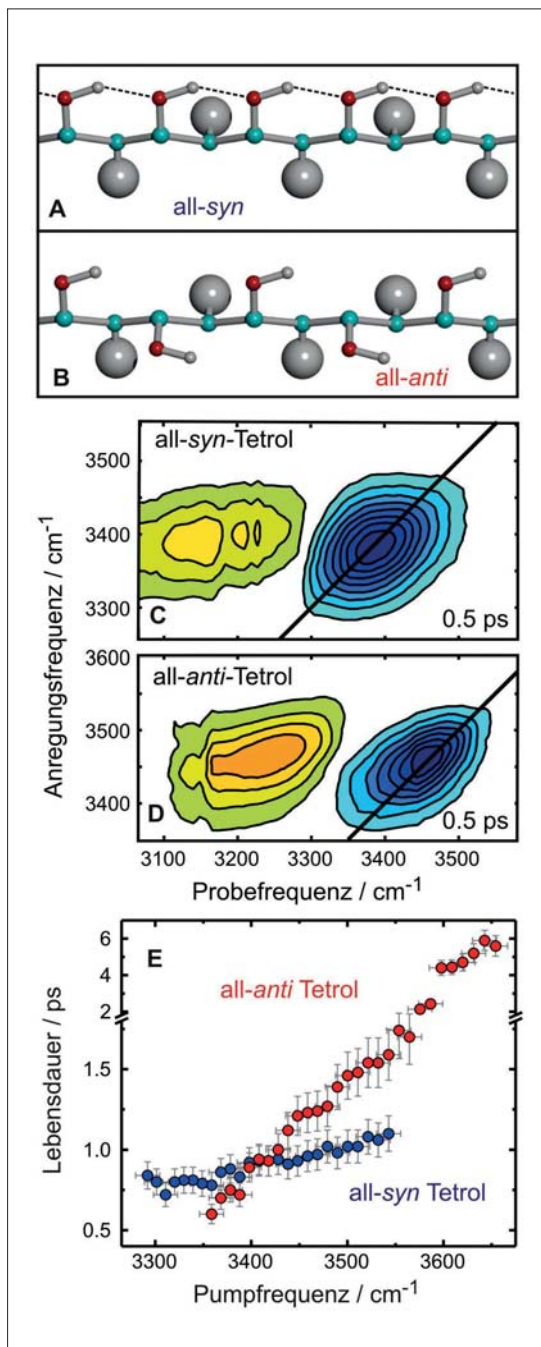 A
all-syn
B
all-anti
all-syn-Tetrol
3500
3400
3300
C
0.5 ps
3600
all-anti-Tetrol
3500
3400
D
0.5 ps
Anregungsfrequenz / cm-1
3100 3200 3300 3400 3500
Probefrequenz / cm-1
E
6
4
2
1.5
1.0
0.5
all-anti Tetrol
all-syn Tetrol
Lebensdauer / ps
3300 3400 3500 3600
Pumpfrequenz / cm-1